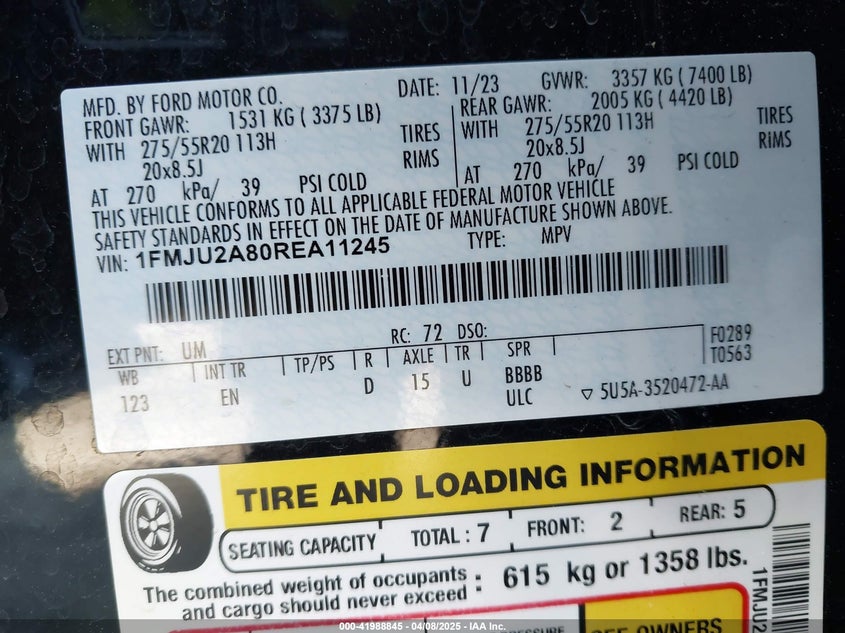 MFD. BY FORD MOTOR CO. DATE: 11/23 GVWR: 3357 KG ( 7400 LB)
FRONT GAWR: 1531 KG ( 3375 LB) REAR GAWR: 2005 KG ( 4420 LB)
WITH 275/55R20 113H TIRES WITH 275/55R20 113H TIRES
20x8.5J RIMS 20x8.5J RIMS
AT 270 kPa/ 39 PSI COLD AT 270 kPa/ 39 PSI COLD
THIS VEHICLE CONFORMS TO ALL APPLICABLE FEDERAL MOTOR VEHICLE
SAFETY STANDARDS IN EFFECT ON THE DATE OF MANUFACTURE SHOWN ABOVE.
VIN: 1FMJU2A80REA11245 TYPE: MPV
EXT PNT: UM RC: 72 DSO: F0289
WB INT TR TP/PS R AXLE TR SPR T0563
123 EN D 15 U BBBB
ULC ▽ 5U5A-3520472-AA
TIRE AND LOADING INFORMATION
SEATING CAPACITY TOTAL : 7 FRONT: 2 REAR: 5
The combined weight of occupants
and cargo should never exceed : 615 kg or 1358 lbs.
1FMJU2
SEE OWNERS
000-41988845 - 04/08/2025 - IAA Inc.